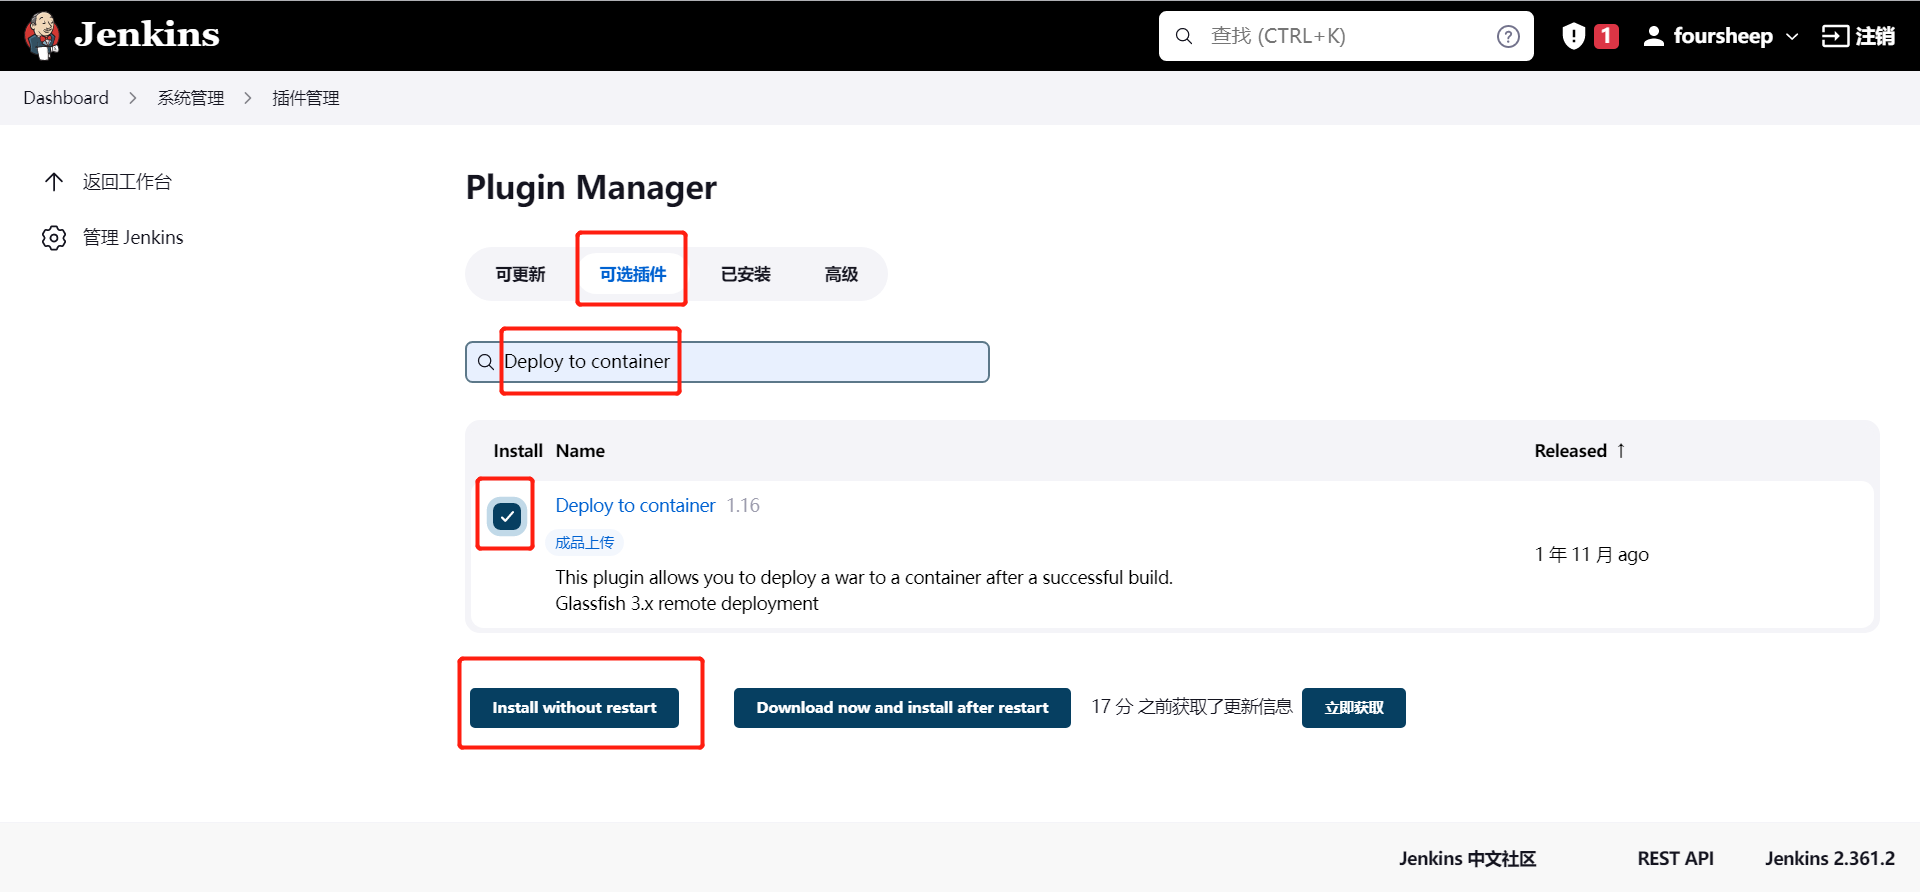 Jenkins
查找 (CTRL+K)
?
1
foursheep
注销
Dashboard
系统管理
插件管理
返回工作台
管理 Jenkins
Plugin Manager
可更新
可选插件
已安装
高级
Deploy to container
Install Name Released ↑
Deploy to container 1.16
成品上传
This plugin allows you to deploy a war to a container after a successful build.
Glassfish 3.x remote deployment
1 年 11 月 ago
Install without restart
Download now and install after restart
17 分 之前获取了更新信息
立即获取
Jenkins 中文社区
REST API
Jenkins 2.361.2